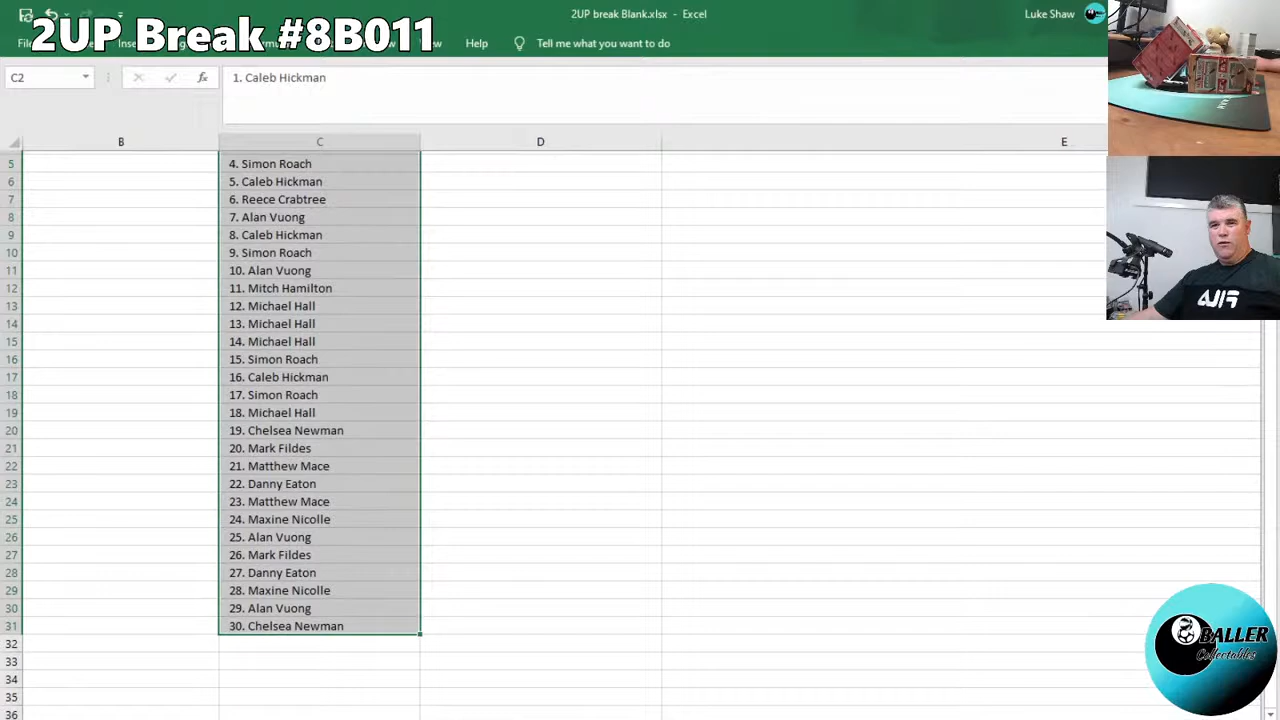 2UP Break #8B011
2UP break Blank.xlsx - Excel
Luke Shaw
Help
Tell me what you want to do
C2
fx
1. Caleb Hickman
B
C
D
E
5
4. Simon Roach
6
5. Caleb Hickman
7
6. Reece Crabtree
8
7. Alan Vuong
9
8. Caleb Hickman
10
9. Simon Roach
11
10. Alan Vuong
12
11. Mitch Hamilton
13
12. Michael Hall
14
13. Michael Hall
15
14. Michael Hall
16
15. Simon Roach
17
16. Caleb Hickman
18
17. Simon Roach
19
18. Michael Hall
20
19. Chelsea Newman
21
20. Mark Fildes
22
21. Matthew Mace
23
22. Danny Eaton
24
23. Matthew Mace
25
24. Maxine Nicolle
26
25. Alan Vuong
27
26. Mark Fildes
28
27. Danny Eaton
29
28. Maxine Nicolle
30
29. Alan Vuong
31
30. Chelsea Newman
32
33
34
35
36
BALLER
Collectables